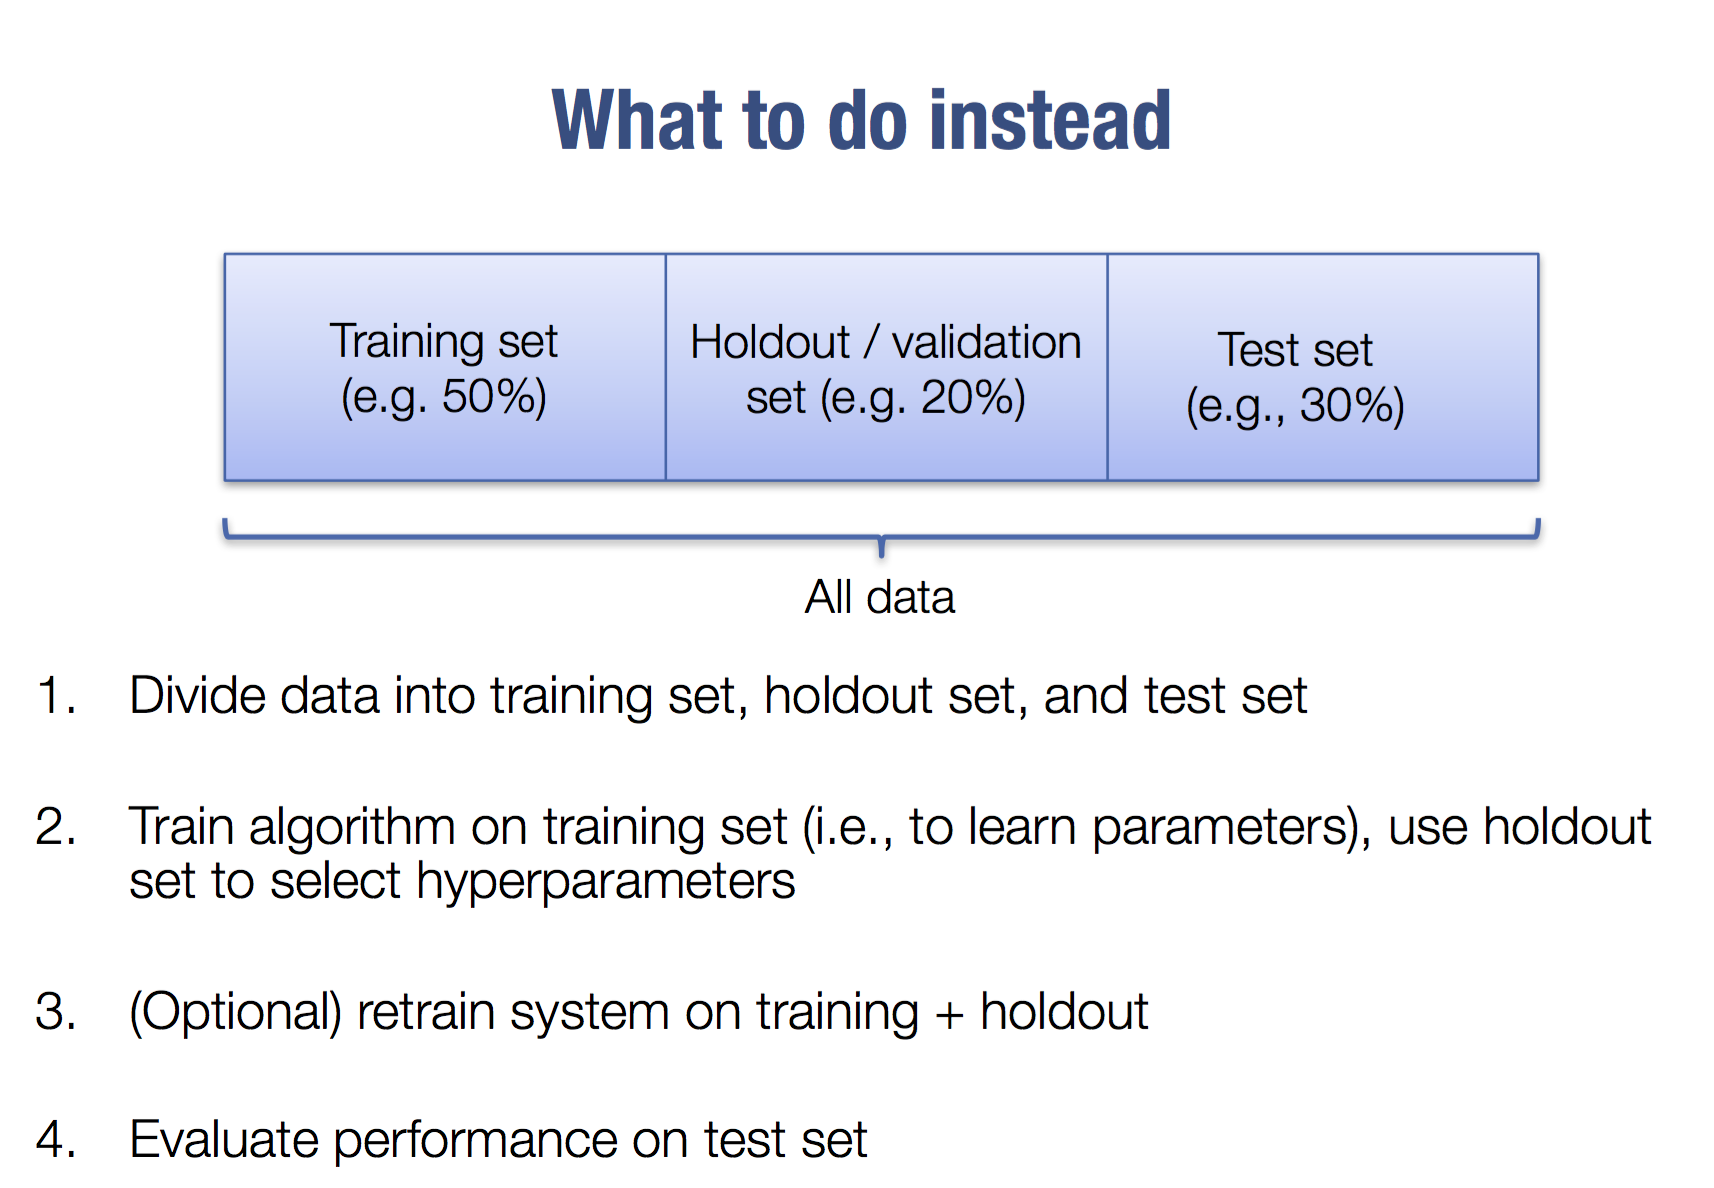 What to do instead
Training set
(e.g. 50%)
Holdout / validation
set (e.g. 20%)
Test set
(e.g., 30%)
All data
1. Divide data into training set, holdout set, and test set
2. Train algorithm on training set (i.e., to learn parameters), use holdout
set to select hyperparameters
3. (Optional) retrain system on training + holdout
4. Evaluate performance on test set